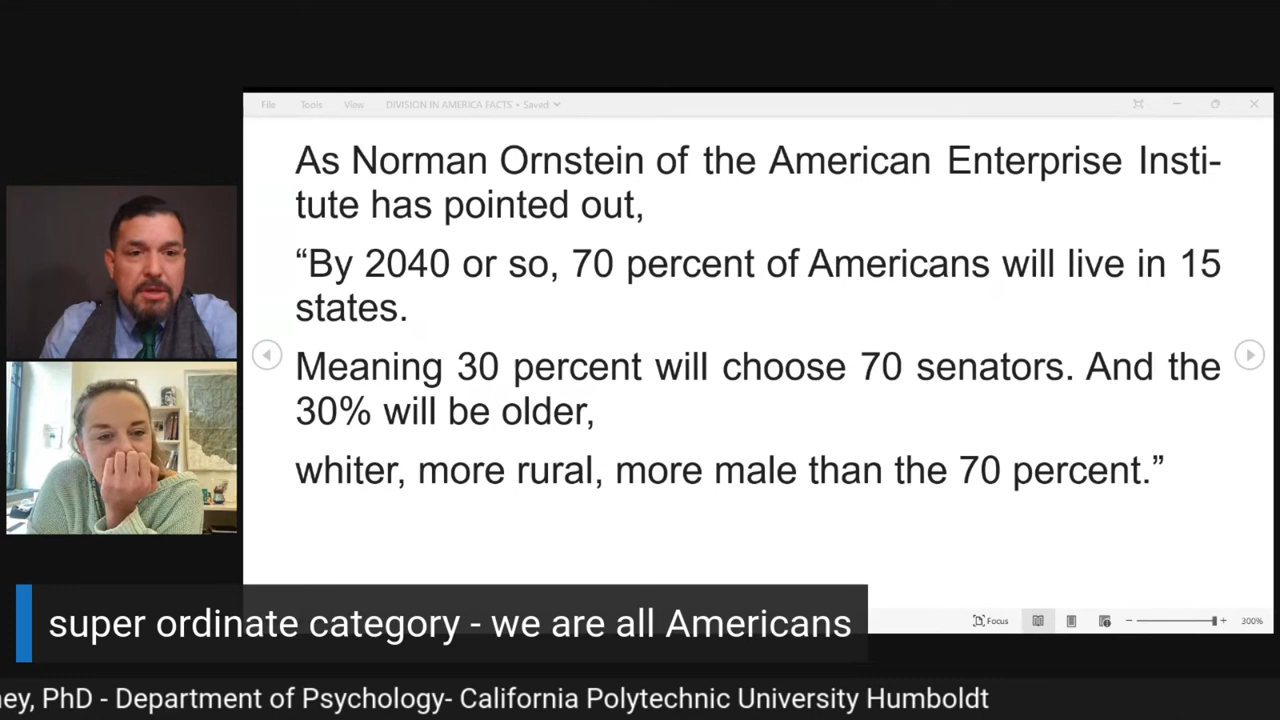 File Tools View DIVISION IN AMERICA FACTS • Saved
As Norman Ornstein of the American Enterprise Insti-
tute has pointed out,
“By 2040 or so, 70 percent of Americans will live in 15
states.
Meaning 30 percent will choose 70 senators. And the
30% will be older,
whiter, more rural, more male than the 70 percent.”
Focus 300%
super ordinate category - we are all Americans
ney, PhD - Department of Psychology- California Polytechnic University Humboldt